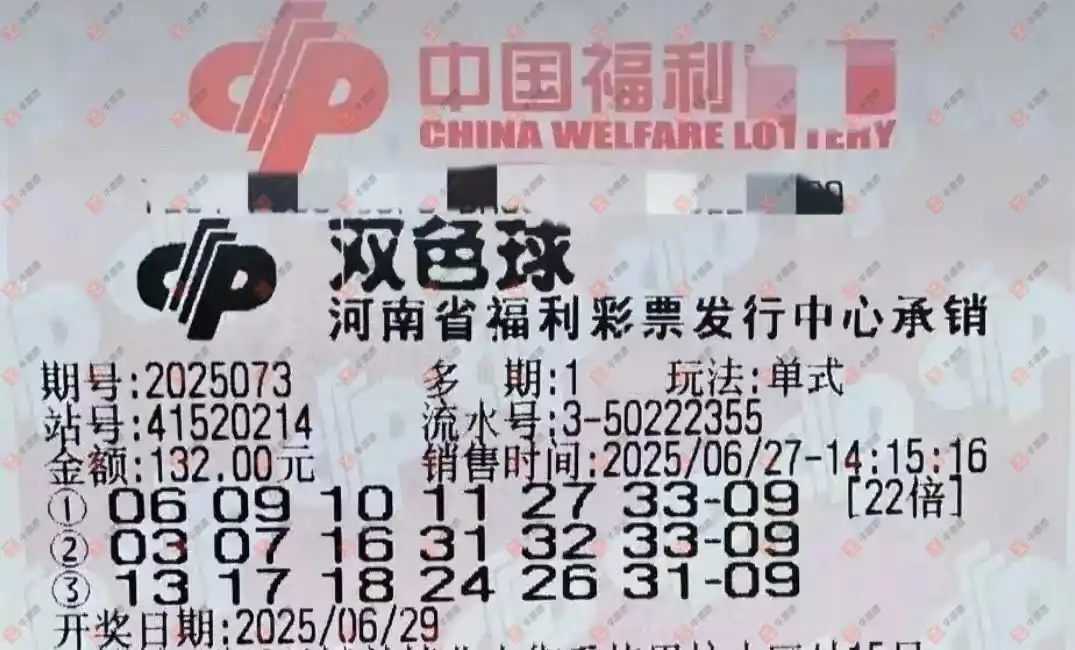 中国福利
CHINA WELFARE LOTTERY
双色球
河南省福利彩票发行中心承销
期号:2025073 多 期:1 玩法:单式
站号:41520214 流水号:3-50222355
金额:132.00元 销售时间:2025/06/27-14:15:16
① 06 09 10 11 27 33-09 [22倍]
② 03 07 16 31 32 33-09
③ 13 17 18 24 26 31-09
开奖日期:2025/06/29